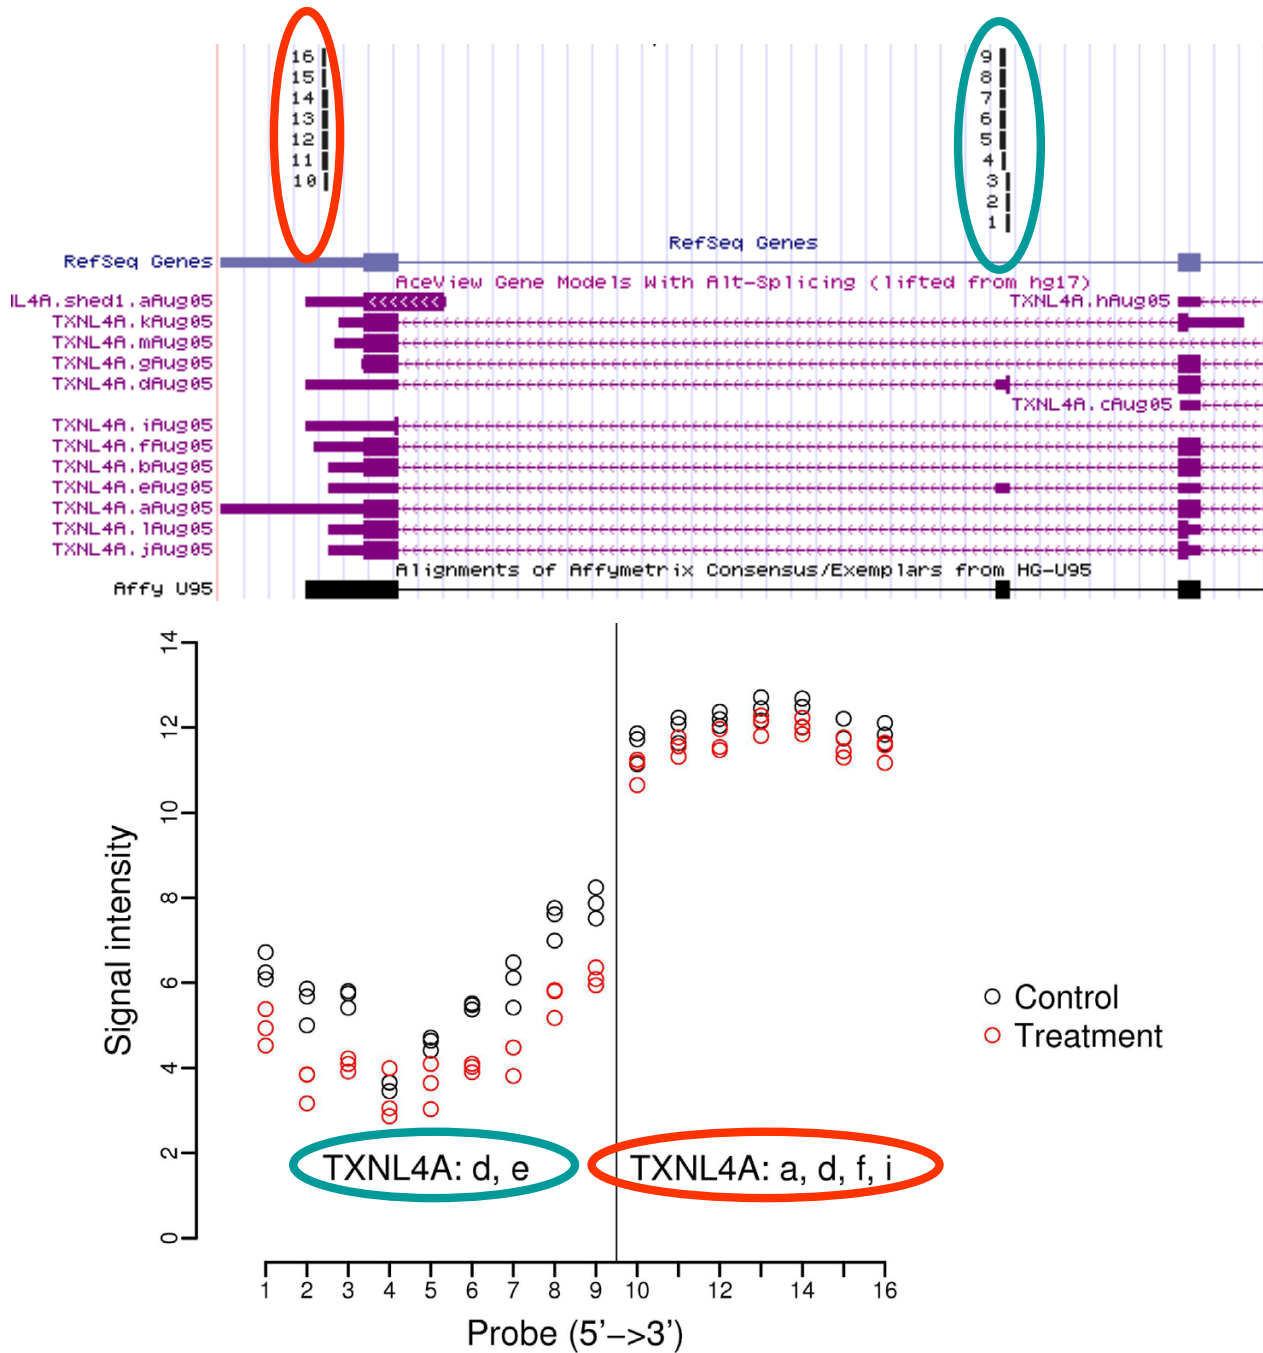 16 9
15 8
14 7
13 6
12 5
11 4
10 3
2
1
RefSeq Genes
RefSeq Genes
AceView Gene Models With Alt-Splicing (lifted from hg17)
IL4A.shed1.aAug05 TXNL4A.hAug05
TXNL4A.kAug05
TXNL4A.mAug05
TXNL4A.gAug05
TXNL4A.dAug05
TXNL4A.cAug05
TXNL4A.iAug05
TXNL4A.fAug05
TXNL4A.bAug05
TXNL4A.eAug05
TXNL4A.aAug05
TXNL4A.lAug05
TXNL4A.jAug05
Alignments of Affymetrix Consensus/Exemplars from HG-U95
Affy U95
14
12
10
8
6
4
2
0
Signal intensity
Control
Treatment
TXNL4A: d, e TXNL4A: a, d, f, i
1 2 3 4 5 6 7 8 9 10 12 14 16
Probe (5'->3')